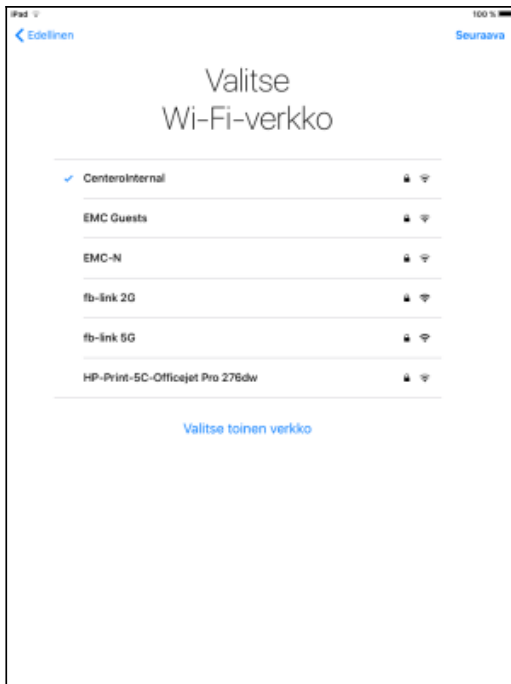 iPad
100 %
Edellinen
Seuraava
Valitse
Wi-Fi-verkko
CenteroInternal
EMC Guests
EMC-N
fb-link 2G
fb-link 5G
HP-Print-5C-Officejet Pro 276dw
Valitse toinen verkko